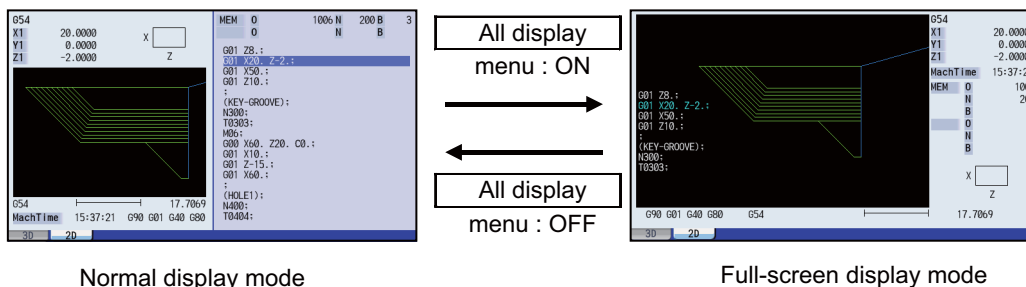 G54
X1 20.0000
Y1 0.0000
Z1 -2.0000
X
Z
G54
17.7069
MachTime 15:37:21 G90 G01 G40 G80
3D 2D
MEM O 1006 N 200 B 3
O N B
G01 Z8.;
G01 X20. Z-2.;
G01 X50.;
G01 Z10.;
;
(KEY-GROOVE);
N300;
T0303;
M06;
G00 X60. Z20. C0.;
G01 X10.;
G01 Z-15.;
G01 X60.;
;
(HOLE1);
N400;
T0404;
Normal display mode
All display
menu : ON
All display
menu : OFF
G01 Z8.;
G01 X20. Z-2.;
G01 X50.;
G01 Z10.;
;
(KEY-GROOVE);
N300;
T0303;
G90 G01 G40 G80 G54
17.7069
3D 2D
G54
X1 20.0000
Y1 0.0000
Z1 -2.0000
MachTime 15:37:2
MEM O 100
N 20
B
O
N
B
X
Z
Full-screen display mode